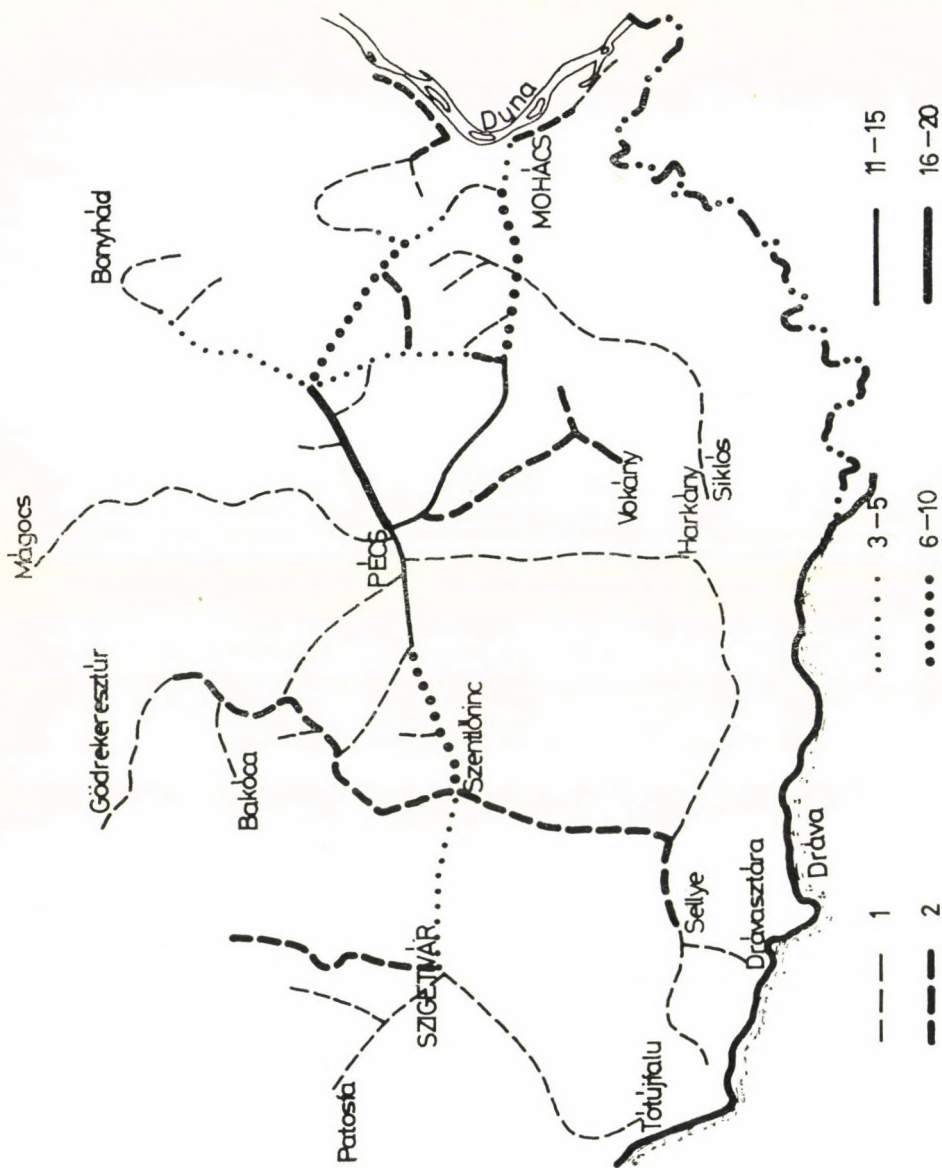 Mágocs
Gödrekeresztúr
Bonyhád
Bakóca
Patosfa
PÉCS
SZIGETVÁR
Szentlőrinc
Duna
MOHÁCS
Vokány
Tótújfalu
Sellye
Harkány
Siklós
Drávasztára
Dráva
1
3-5
11-15
2
6-10
16-20